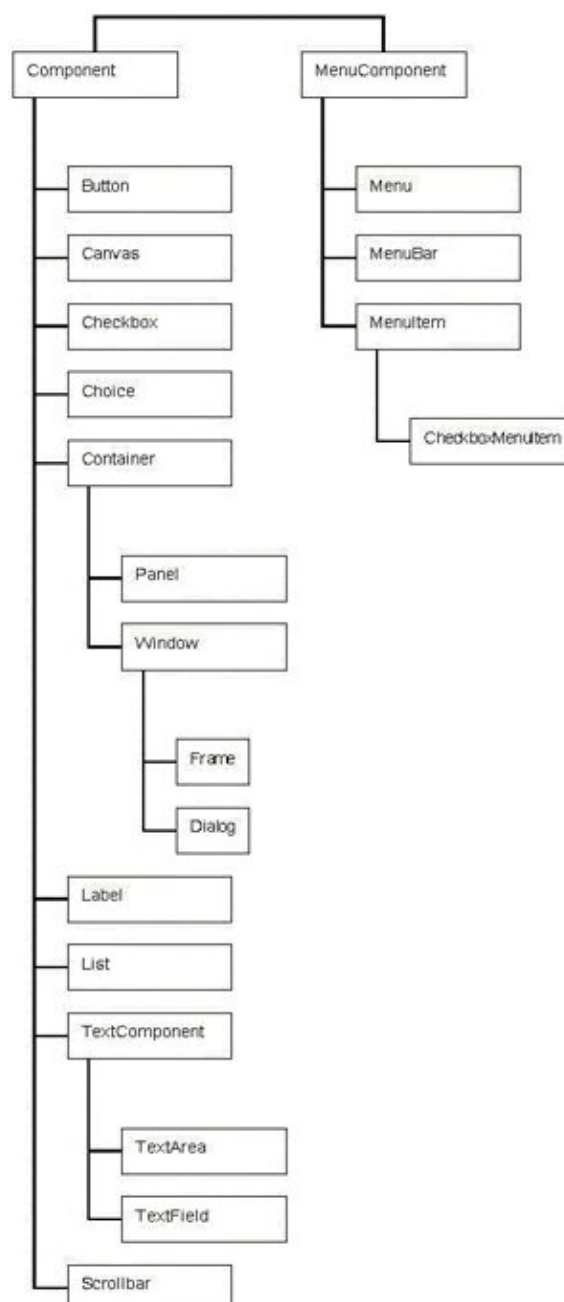 Component
MenuComponent
Button
Menu
Canvas
MenuBar
Checkbox
MenuItem
Choice
CheckboxMenuItem
Container
Panel
Window
Frame
Dialog
Label
List
TextComponent
TextArea
TextField
Scrollbar